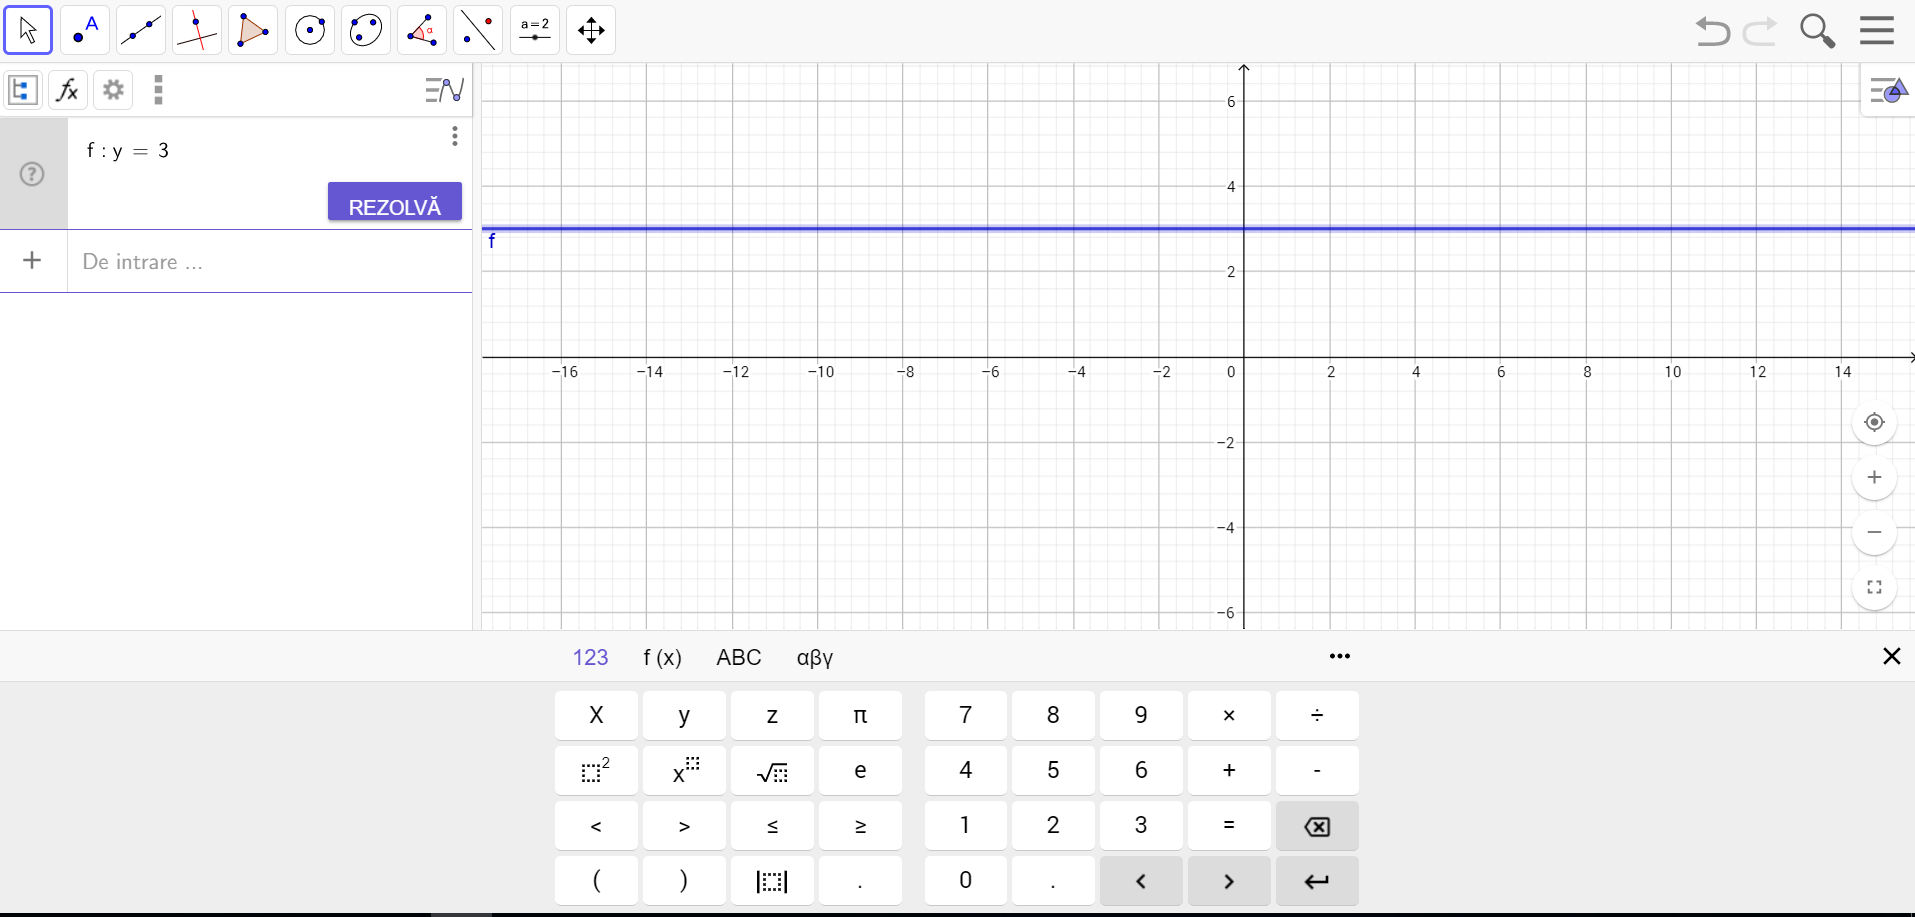 A
α
a=2
fx
f : y = 3
REZOLVĂ
De intrare ...
f
6
4
2
−16 −14 −12 −10 −8 −6 −4 −2 0 2 4 6 8 10 12 14
−2
−4
−6
123 f (x) ABC αβγ
X y z π 7 8 9 × ÷
2 x √ e 4 5 6 + -
< > ≤ ≥ 1 2 3 =
( ) | | . 0 . < >